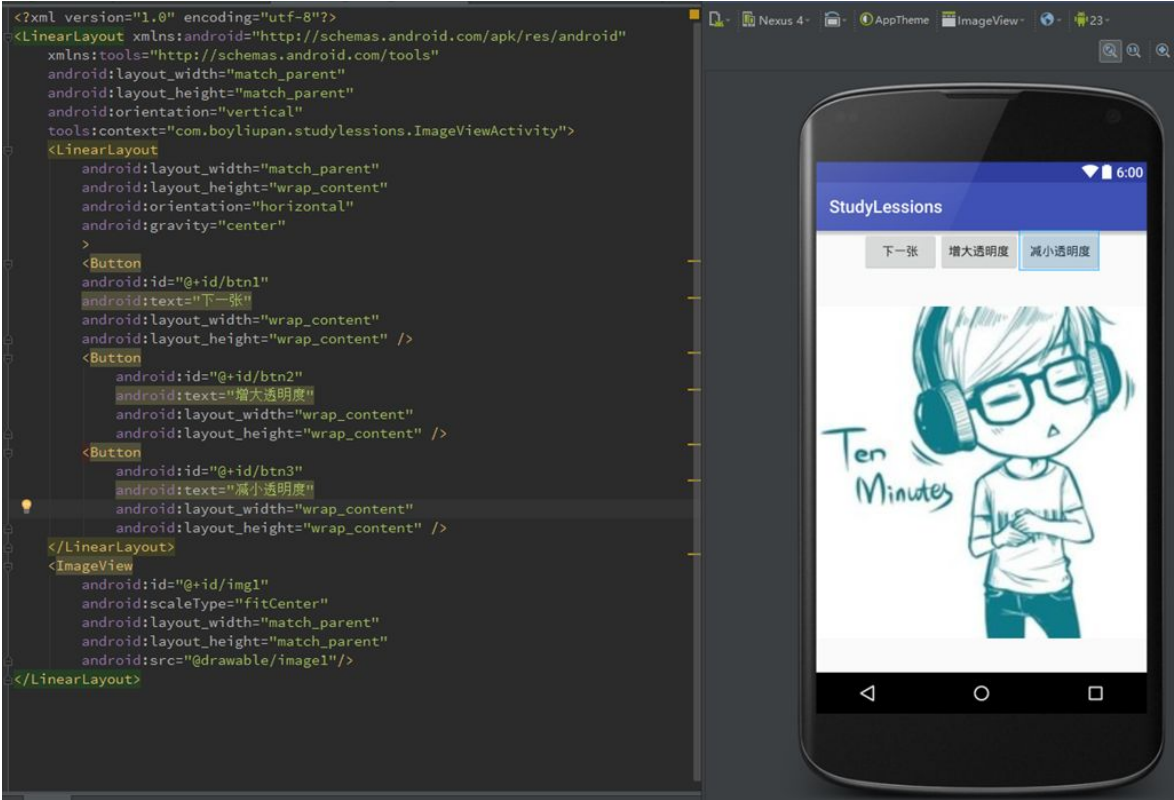 <?xml version="1.0" encoding="utf-8"?>
<LinearLayout xmlns:android="http://schemas.android.com/apk/res/android"
xmlns:tools="http://schemas.android.com/tools"
android:layout_width="match_parent"
android:layout_height="match_parent"
android:orientation="vertical"
tools:context="com.boyliupan.studylessions.ImageViewActivity">
<LinearLayout
android:layout_width="match_parent"
android:layout_height="wrap_content"
android:orientation="horizontal"
android:gravity="center"
>
<Button
android:id="@+id/btn1"
android:text="下一张"
android:layout_width="wrap_content"
android:layout_height="wrap_content" />
<Button
android:id="@+id/btn2"
android:text="增大透明度"
android:layout_width="wrap_content"
android:layout_height="wrap_content" />
<Button
android:id="@+id/btn3"
android:text="减小透明度"
android:layout_width="wrap_content"
android:layout_height="wrap_content" />
</LinearLayout>
<ImageView
android:id="@+id/img1"
android:scaleType="fitCenter"
android:layout_width="match_parent"
android:layout_height="match_parent"
android:src="@drawable/image1"/>
</LinearLayout>
Nexus 4 AppTheme ImageView 23
6:00
StudyLessions
下一张 增大透明度 减小透明度
Ten
Minutes